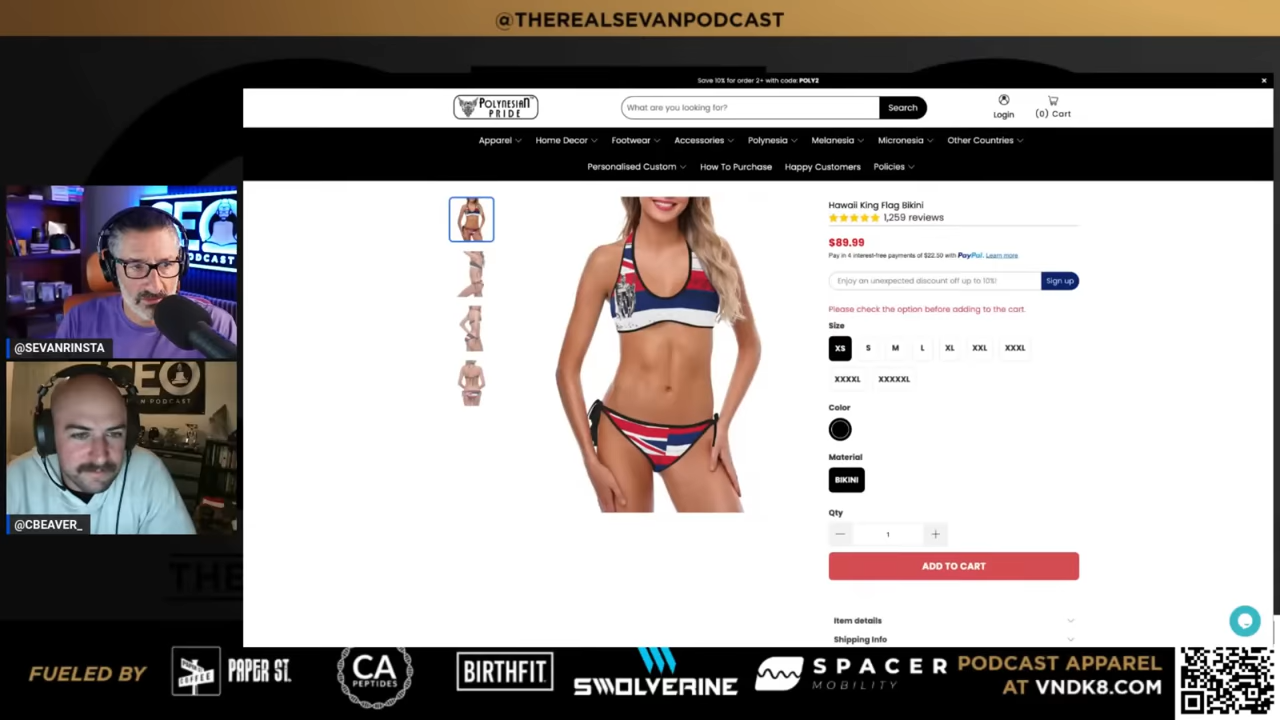 @THEREALSEVANPODCAST
Save 10% for order 2+ with code: POLY2
POLYNESIAN
PRIDE
What are you looking for?
Search
Login
(0) Cart
Apparel
Home Decor
Footwear
Accessories
Polynesia
Melanesia
Micronesia
Other Countries
Personalised Custom
How To Purchase
Happy Customers
Policies
Hawaii King Flag Bikini
1,259 reviews
$89.99
Pay in 4 interest-free payments of $22.50 with PayPal. Learn more
Enjoy an unexpected discount off up to 10%!
Sign up
Please check the option before adding to the cart.
Size
XS
S
M
L
XL
XXL
XXXL
XXXXL
XXXXXL
Color
Material
BIKINI
Qty
1
ADD TO CART
Item details
Shipping Info
@SEVANRINSTA
@CBEAVER_
FUELED BY
PAPER ST.
COFFEE
CA
PEPTIDES
BIRTHFIT.
SWOLVERINE
SPACER
MOBILITY
PODCAST APPAREL
AT VNDK8.COM